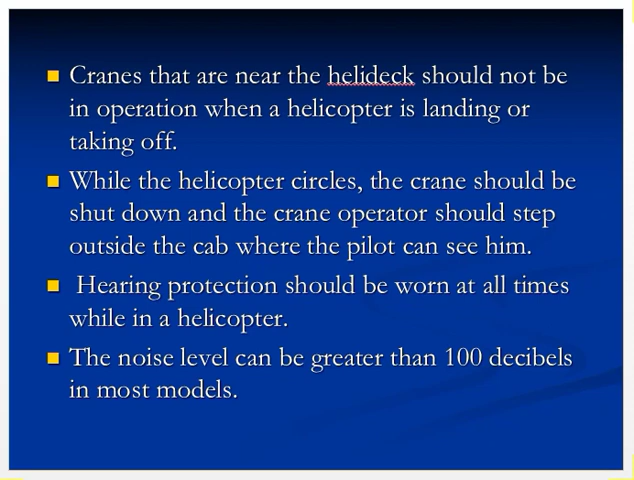 Cranes that are near the helideck should not be
in operation when a helicopter is landing or
taking off.
While the helicopter circles, the crane should be
shut down and the crane operator should step
outside the cab where the pilot can see him.
Hearing protection should be worn at all times
while in a helicopter.
The noise level can be greater than 100 decibels
in most models.